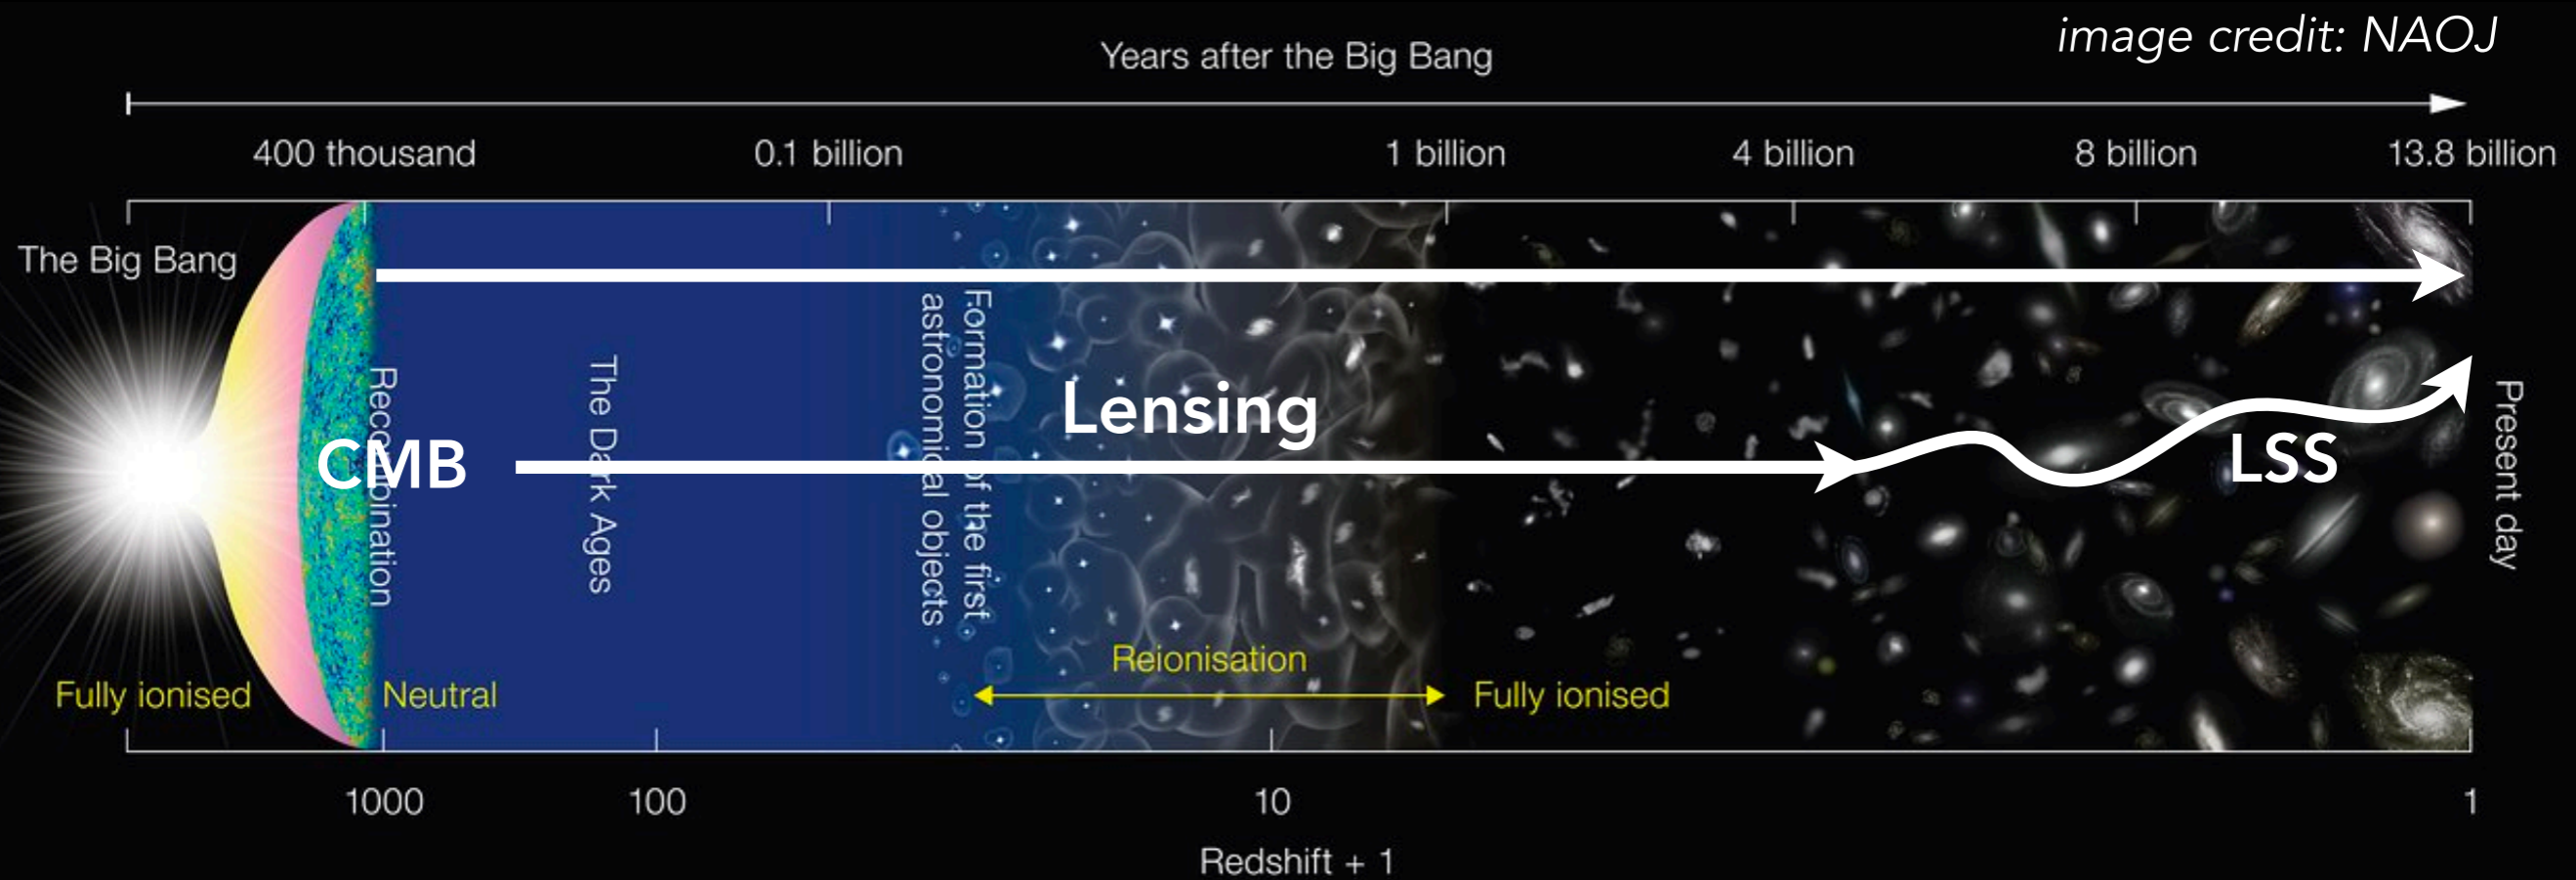 image credit: NAOJ
Years after the Big Bang
400 thousand
0.1 billion
1 billion
4 billion
8 billion
13.8 billion
The Big Bang
Recombination
The Dark Ages
Formation of the first
astronomical objects
Lensing
CMB
LSS
Present day
Reionisation
Fully ionised
Neutral
Fully ionised
1000
100
10
1
Redshift + 1